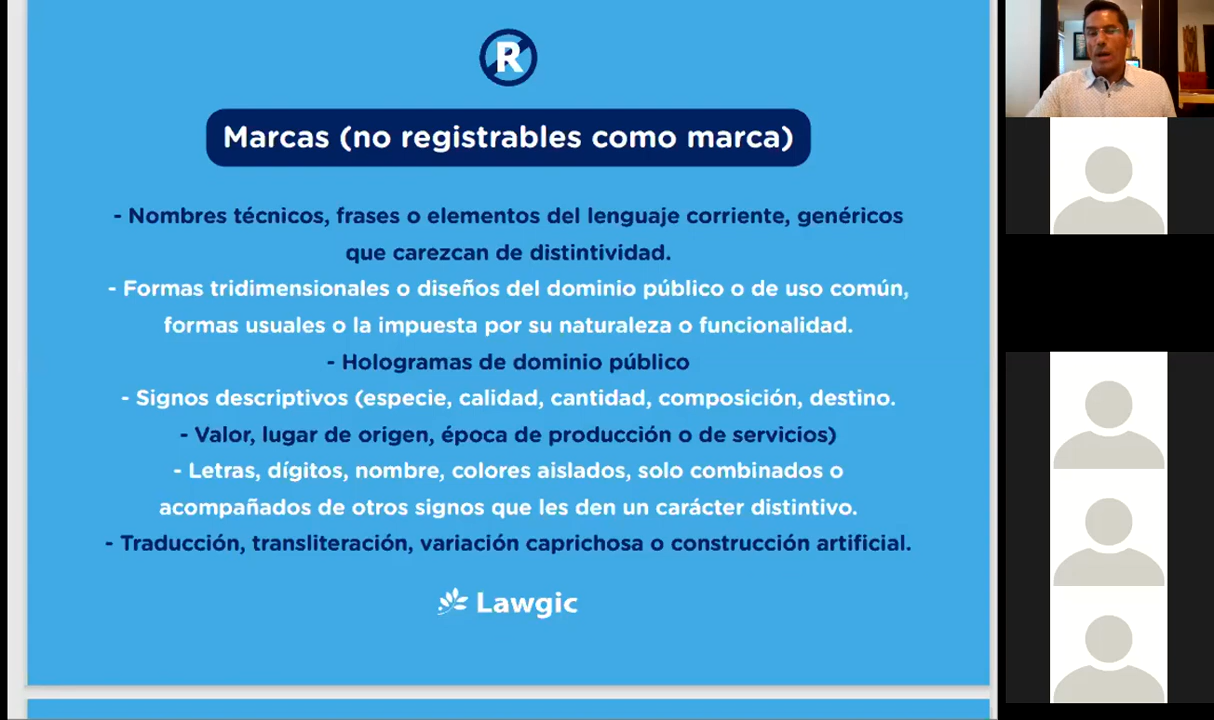 R
Marcas (no registrables como marca)
- Nombres técnicos, frases o elementos del lenguaje corriente, genéricos
que carezcan de distintividad.
- Formas tridimensionales o diseños del dominio público o de uso común,
formas usuales o la impuesta por su naturaleza o funcionalidad.
- Hologramas de dominio público
- Signos descriptivos (especie, calidad, cantidad, composición, destino.
- Valor, lugar de origen, época de producción o de servicios)
- Letras, dígitos, nombre, colores aislados, solo combinados o
acompañados de otros signos que les den un carácter distintivo.
- Traducción, transliteración, variación caprichosa o construcción artificial.
Lawgic